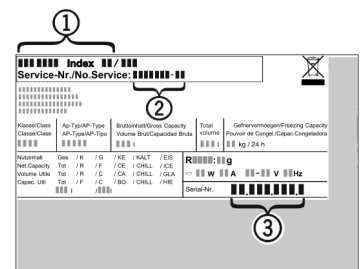 1
Index /
Service-Nr./No.Service: -
2
Klasse/Class
Classe/Clase
Ap-Typ/AP-Type
AP-Type/AP-Tipo
Bruttoinhalt/Gross Capacity
Volume Brut/Capacidad Bruta
l
Total
volume
l
Gefriervermoegen/Freezing Capacity
Pouvoir de Congel./Capac.Congeladora
kg / 24 h
Nutzinhalt Ges / K / G / KE / KALT / EIS
Net.Capacity Tot / R / F / CE / CHILL / ICE
Volume Utile Tot / R / C / CA / CHILL / GLA
Capac. Util Tot / F / C / BO / CHILL / HIE
l / l
R : g
W A - V Hz
Serial-Nr. . . .
3